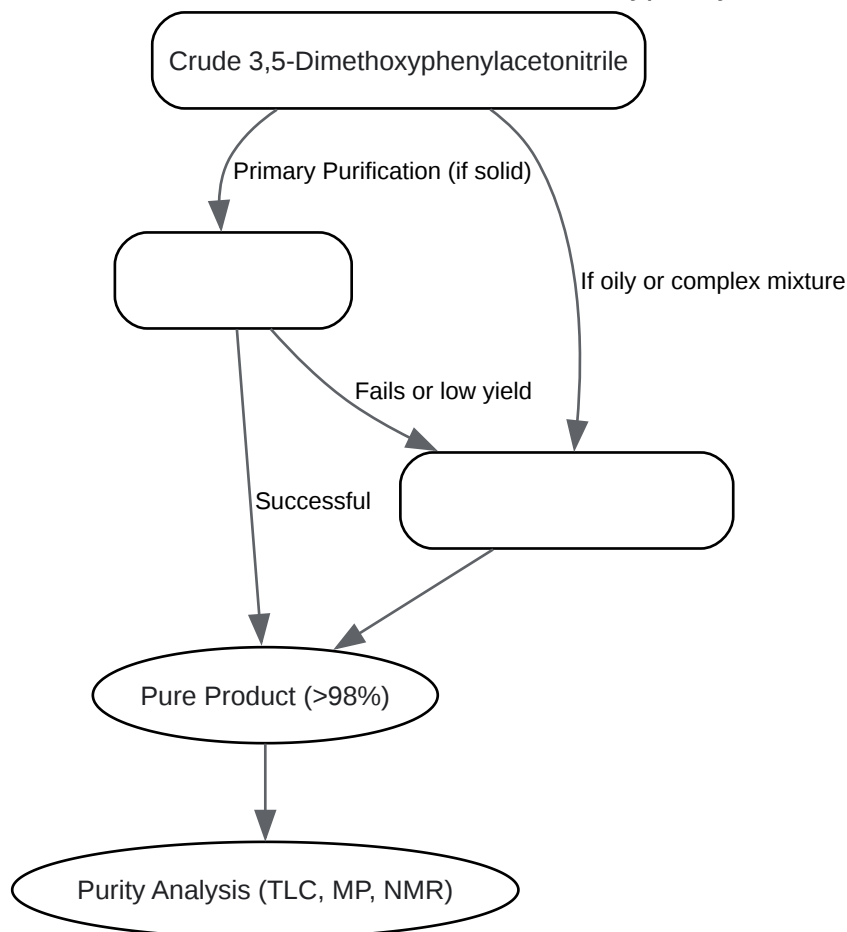 Crude 3,5-Dimethoxyphenylacetonitrile
Primary Purification (if solid)
If oily or complex mixture
Fails or low yield
Successful
Pure Product (>98%)
Purity Analysis (TLC, MP, NMR)